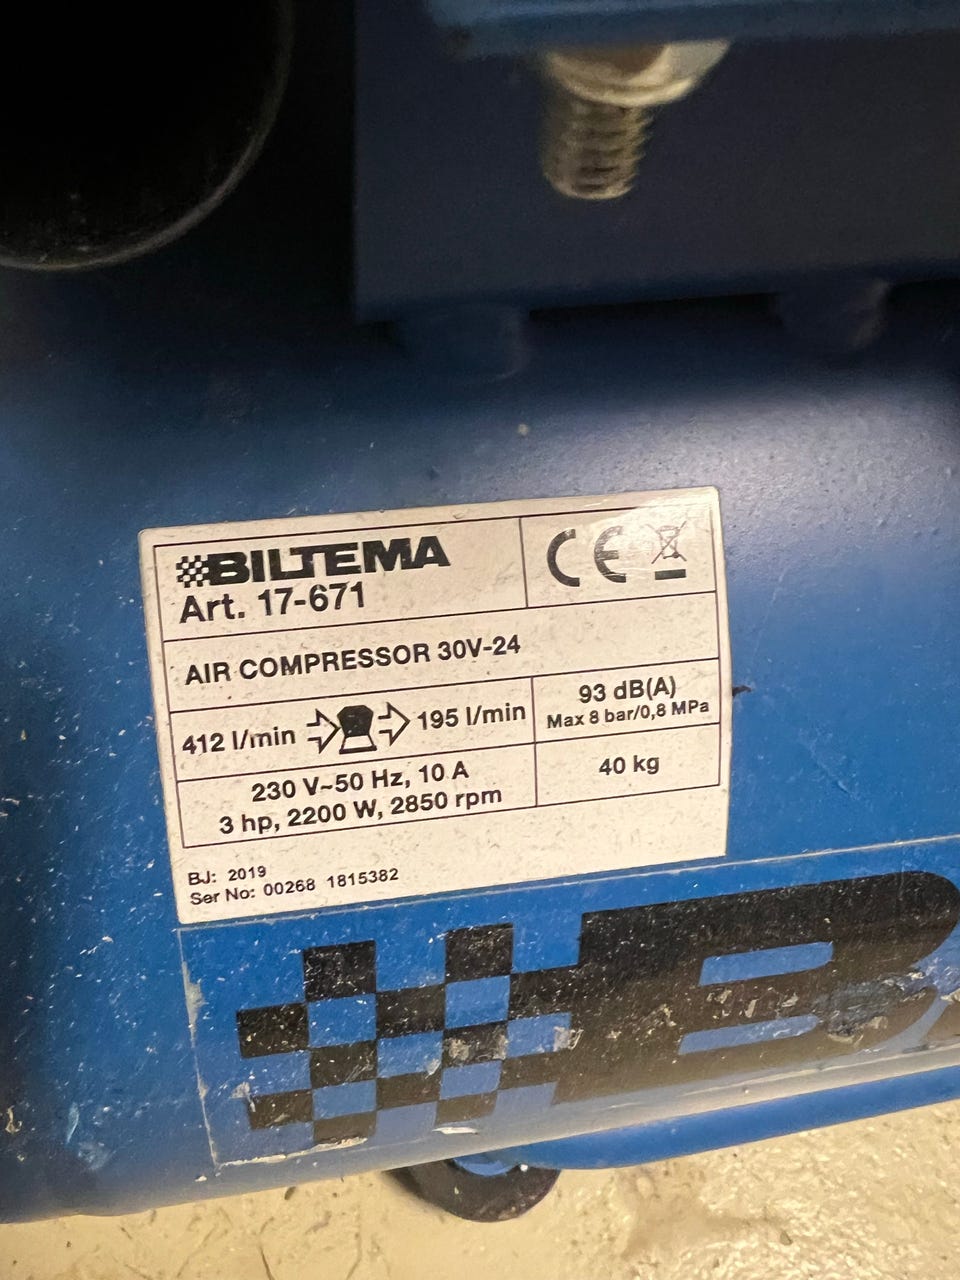 BILTEMA
Art. 17-671
CE
AIR COMPRESSOR 30V-24
412 l/min 195 l/min
93 dB(A)
Max 8 bar/0,8 MPa
230 V~50 Hz, 10 A
3 hp, 2200 W, 2850 rpm
40 kg
BJ: 2019
Ser No: 00268 1815382
B